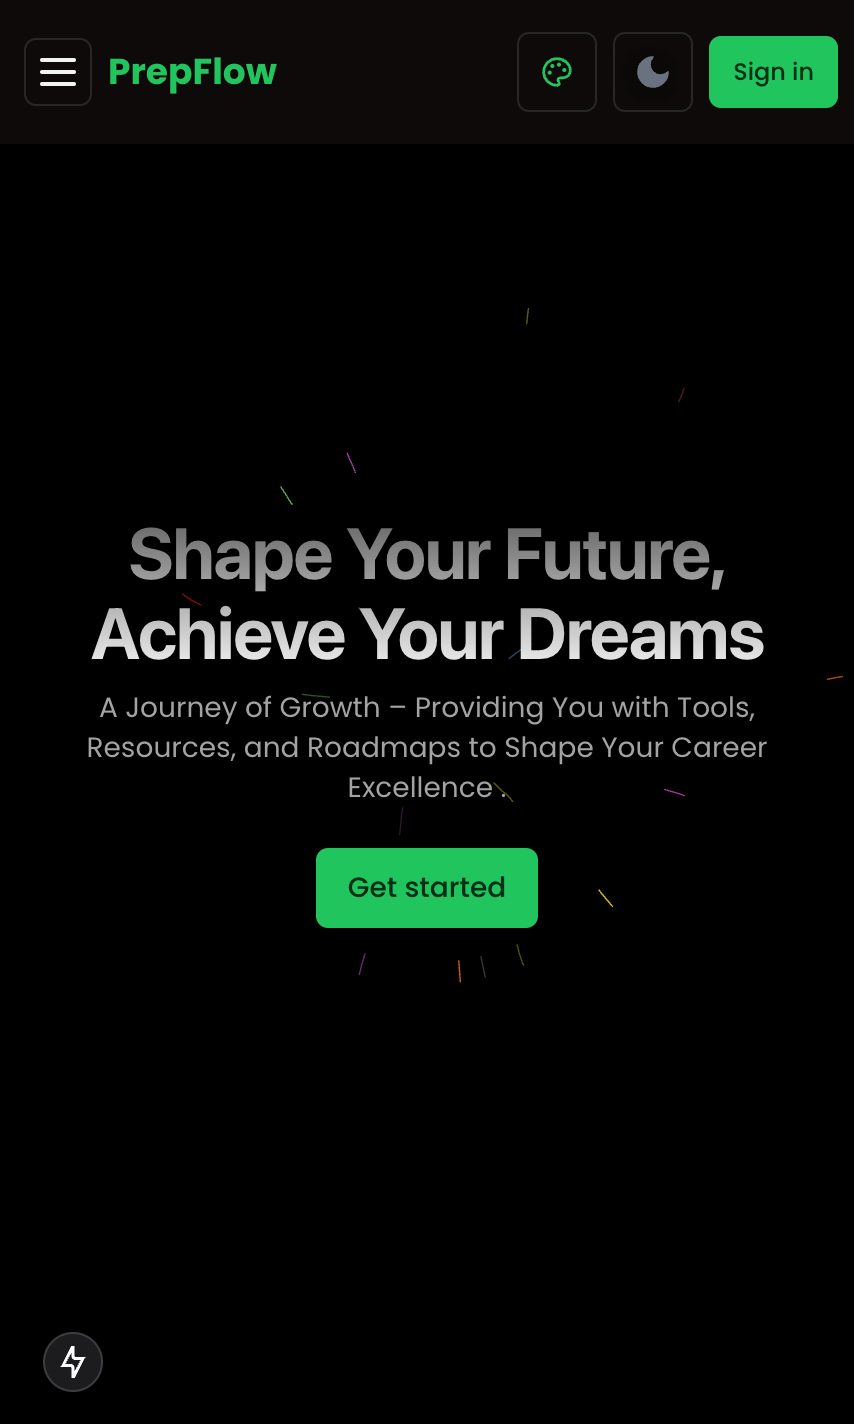 PrepFlow
Sign in
Shape Your Future,
Achieve Your Dreams
A Journey of Growth – Providing You with Tools,
Resources, and Roadmaps to Shape Your Career
Excellence .
Get started